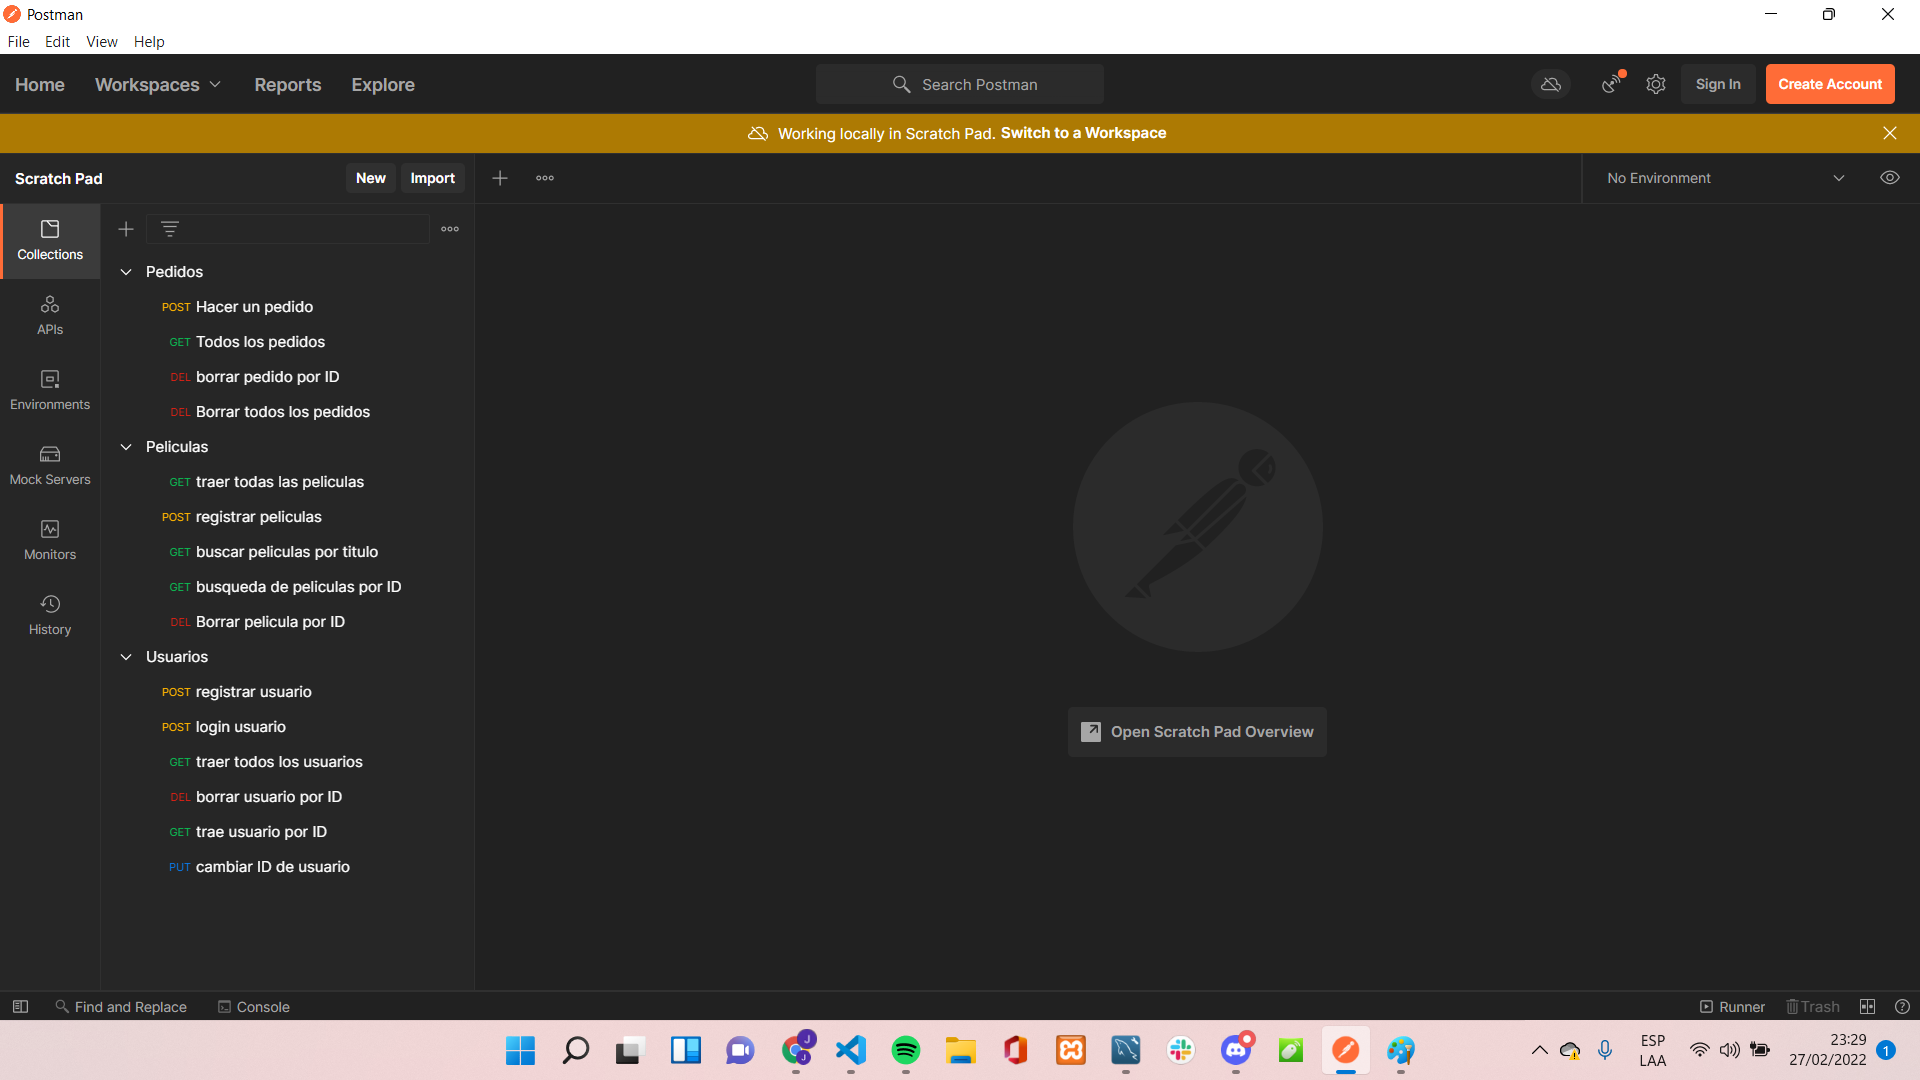 Postman
File Edit View Help
Home Workspaces Reports Explore Search Postman Sign In Create Account
Working locally in Scratch Pad. Switch to a Workspace
Scratch Pad New Import No Environment
Collections
APIs
Environments
Mock Servers
Monitors
History
Pedidos
POST Hacer un pedido
GET Todos los pedidos
DEL borrar pedido por ID
DEL Borrar todos los pedidos
Peliculas
GET traer todas las peliculas
POST registrar peliculas
GET buscar peliculas por titulo
GET busqueda de peliculas por ID
DEL Borrar pelicula por ID
Usuarios
POST registrar usuario
POST login usuario
GET traer todos los usuarios
DEL borrar usuario por ID
GET trae usuario por ID
PUT cambiar ID de usuario
Open Scratch Pad Overview
Find and Replace Console Runner Trash
J
J
ESP
LAA
23:29
27/02/2022
1